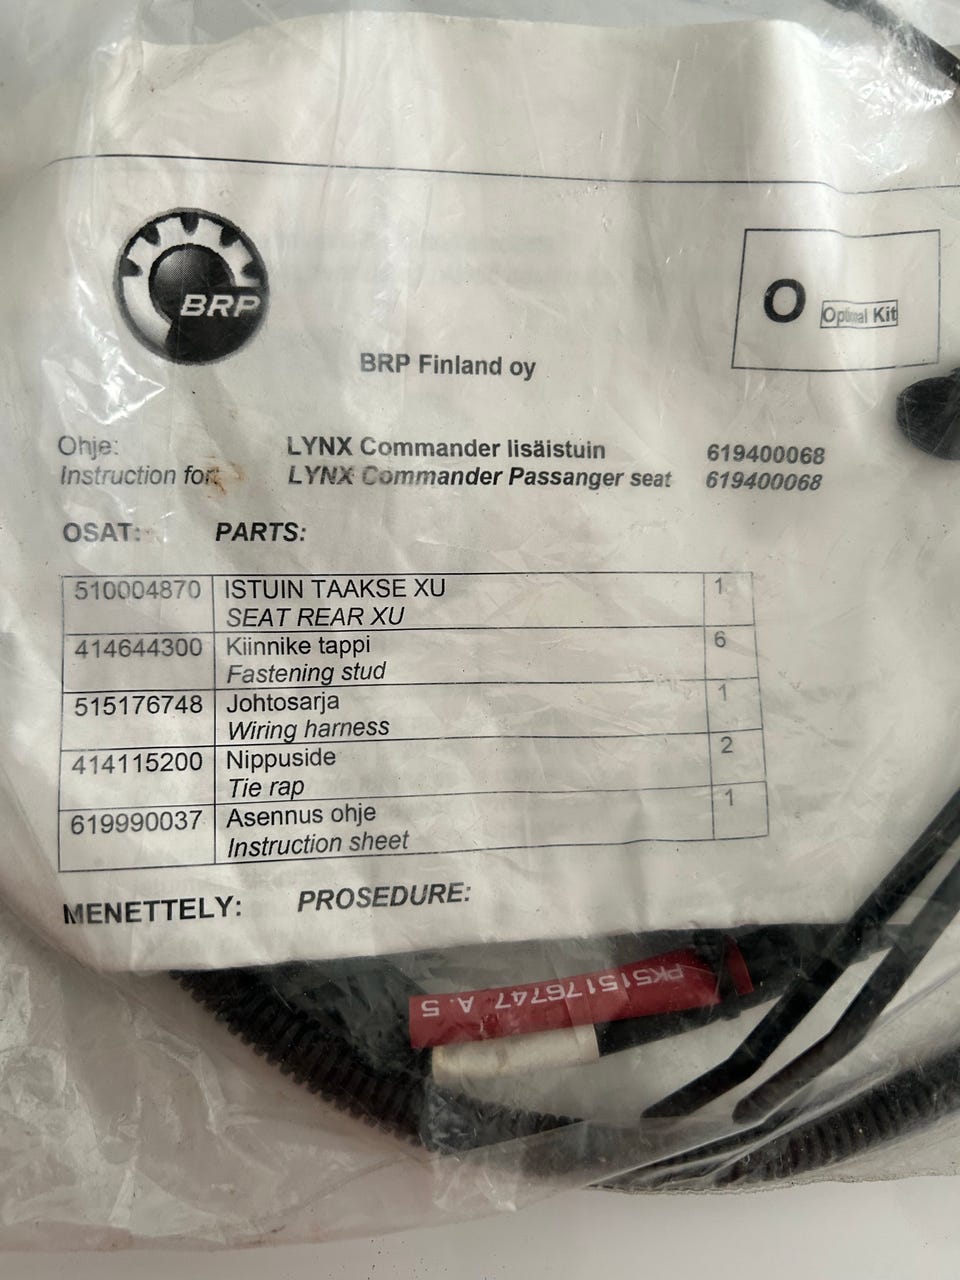 BRP
O
Optional Kit
BRP Finland oy
Ohje: LYNX Commander lisäistuin 619400068
Instruction for: LYNX Commander Passanger seat 619400068
OSAT: PARTS:
510004870 ISTUIN TAAKSE XU 1
SEAT REAR XU
414644300 Kiinnike tappi 6
Fastening stud
515176748 Johtosarja 1
Wiring harness
414115200 Nippuside 2
Tie rap
619990037 Asennus ohje 1
Instruction sheet
MENETTELY: PROSEDURE:
PK515176747 A.5